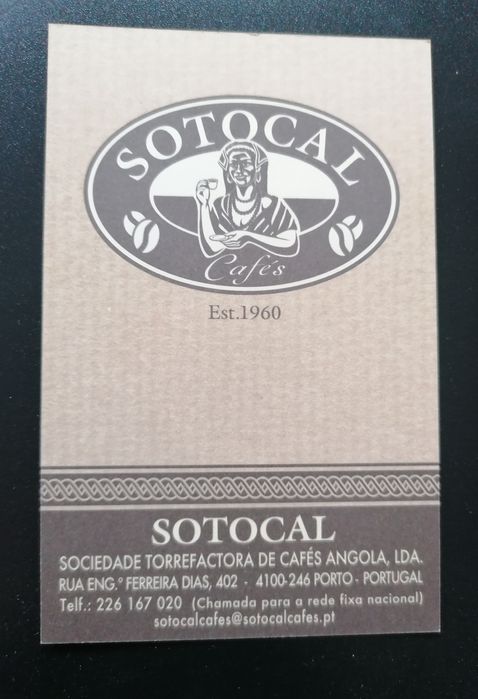 SOTOCAL
Cafés
Est.1960
SOTOCAL
SOCIEDADE TORREFACTORA DE CAFÉS ANGOLA, LDA.
RUA ENG.º FERREIRA DIAS, 402 - 4100-246 PORTO - PORTUGAL
Telf.: 226 167 020 (Chamada para a rede fixa nacional)
sotocalcafes@sotocalcafes.pt